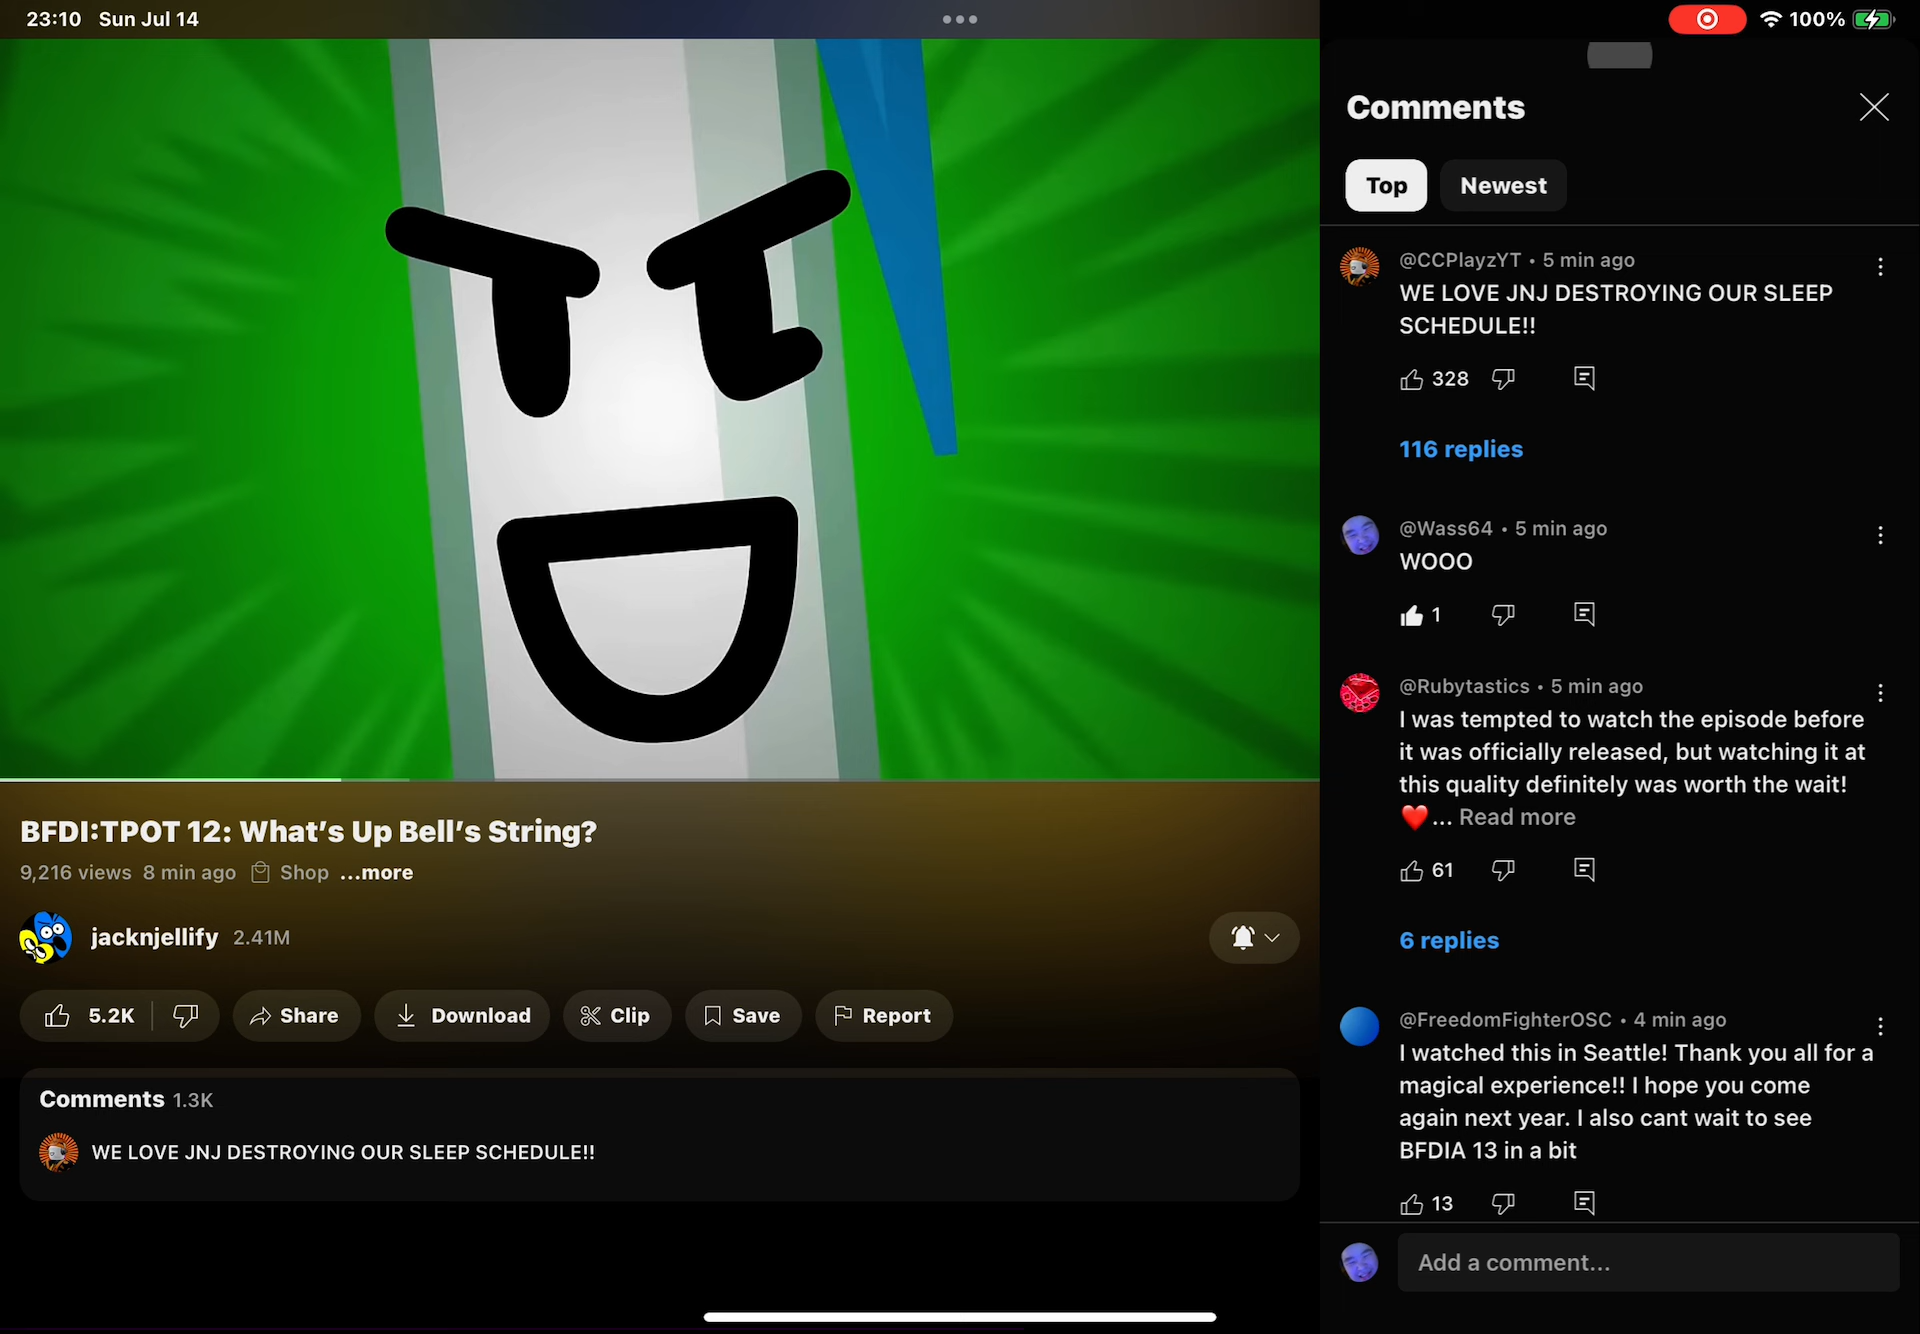 23:10 Sun Jul 14
100%
BFDI:TPOT 12: What's Up Bell's String?
9,216 views 8 min ago Shop ...more
jacknjellify 2.41M
5.2K Share Download Clip Save Report
Comments 1.3K
WE LOVE JNJ DESTROYING OUR SLEEP SCHEDULE!!
Comments
Top Newest
@CCPlayzYT • 5 min ago
WE LOVE JNJ DESTROYING OUR SLEEP
SCHEDULE!!
328
116 replies
@Wass64 • 5 min ago
WOOO
1
@Rubytastics • 5 min ago
I was tempted to watch the episode before
it was officially released, but watching it at
this quality definitely was worth the wait!
❤️... Read more
61
6 replies
@FreedomFighterOSC • 4 min ago
I watched this in Seattle! Thank you all for a
magical experience!! I hope you come
again next year. I also cant wait to see
BFDIA 13 in a bit
13
Add a comment...